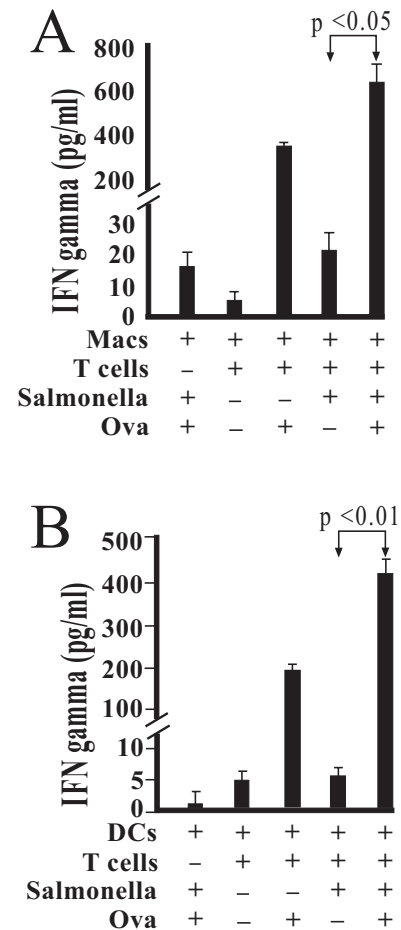 A
p <0.05
IFN gamma (pg/ml)
800
600
400
200
30
20
10
0
Macs + + + + +
T cells – + + + +
Salmonella + – – + +
Ova + – + – +
B
p <0.01
IFN gamma (pg/ml)
500
400
300
200
100
10
5
0
DCs + + + + +
T cells – + + + +
Salmonella + – – + +
Ova + – + – +